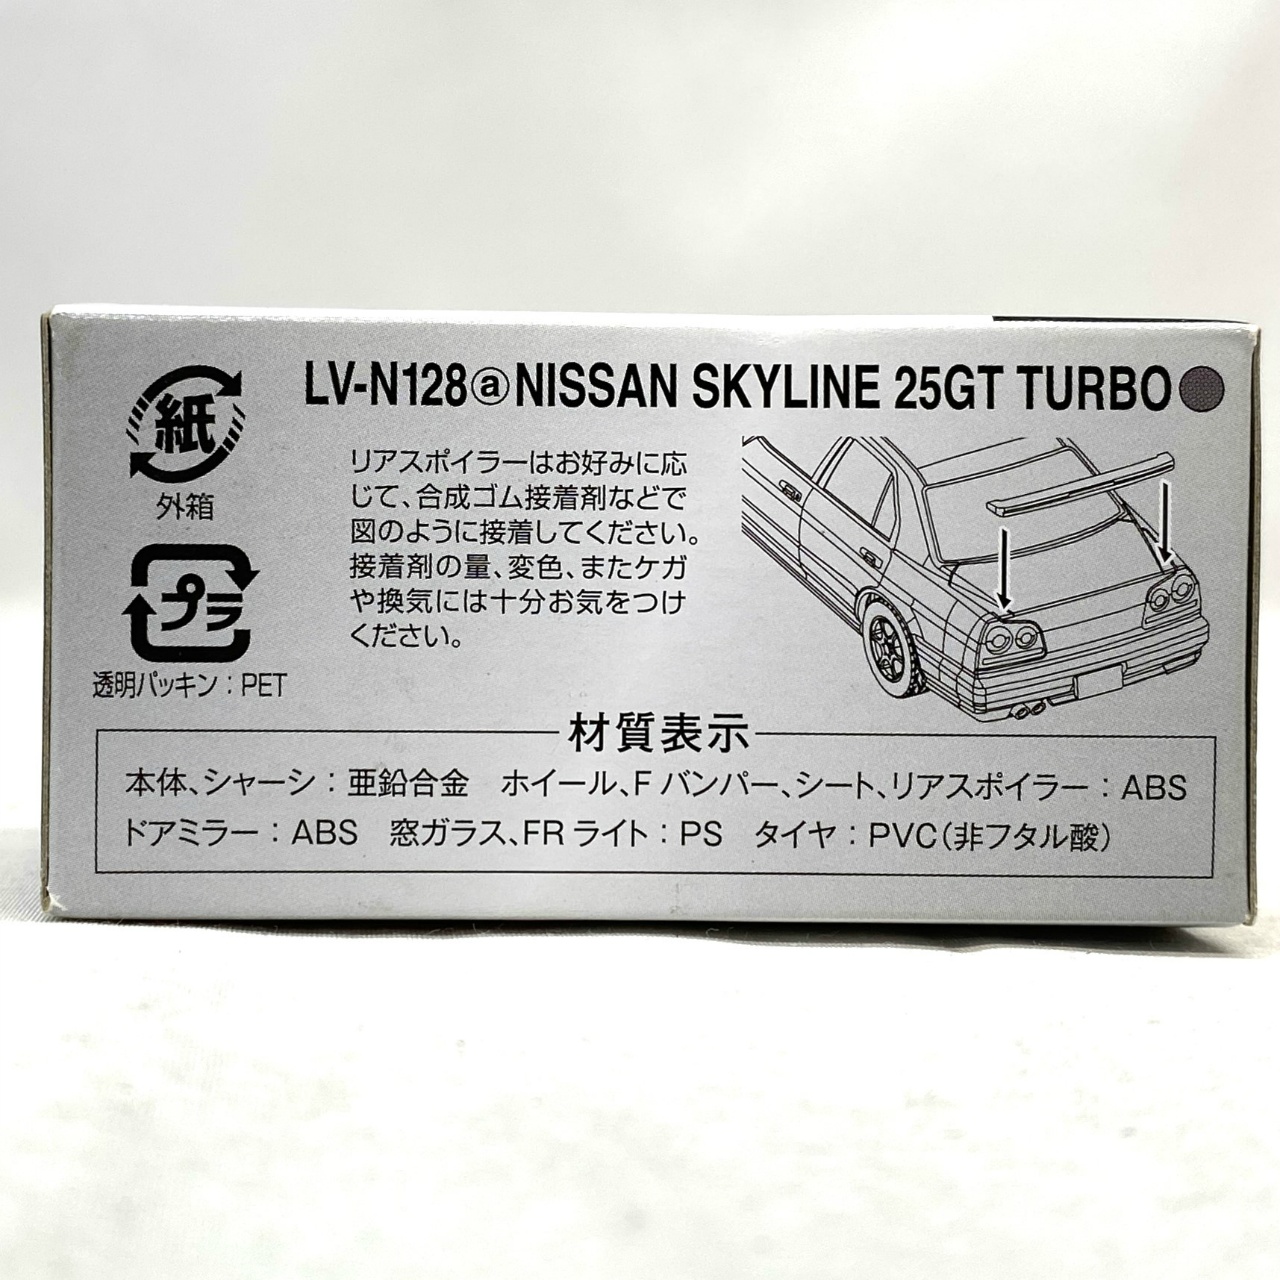 LV-N128ⓐNISSAN SKYLINE 25GT TURBO
紙
外箱
プラ
透明パッキン：PET
リアスポイラーはお好みに応
じて、合成ゴム接着剤などで
図のように接着してください。
接着剤の量、変色、またケガ
や換気には十分お気をつけ
ください。
材質表示
本体、シャーシ：亜鉛合金　ホイール、F バンパー、シート、リアスポイラー：ABS
ドアミラー：ABS　窓ガラス、FR ライト：PS　タイヤ：PVC（非フタル酸）